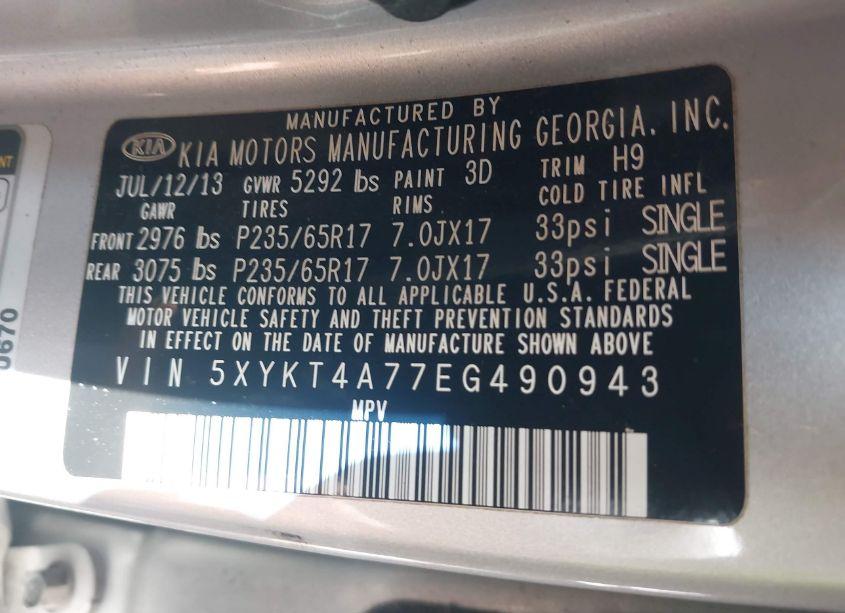 MANUFACTURED BY
KIA KIA MOTORS MANUFACTURING GEORGIA, INC.
JUL/12/13 GVWR 5292 lbs PAINT 3D TRIM H9
GAWR TIRES RIMS COLD TIRE INFL
FRONT 2976 lbs P235/65R17 7.0JX17 33psi SINGLE
REAR 3075 lbs P235/65R17 7.0JX17 33psi SINGLE
THIS VEHICLE CONFORMS TO ALL APPLICABLE U.S.A. FEDERAL
MOTOR VEHICLE SAFETY AND THEFT PREVENTION STANDARDS
IN EFFECT ON THE DATE OF MANUFACTURE SHOWN ABOVE
VIN 5XYKT4A77EG490943
MPV
0670